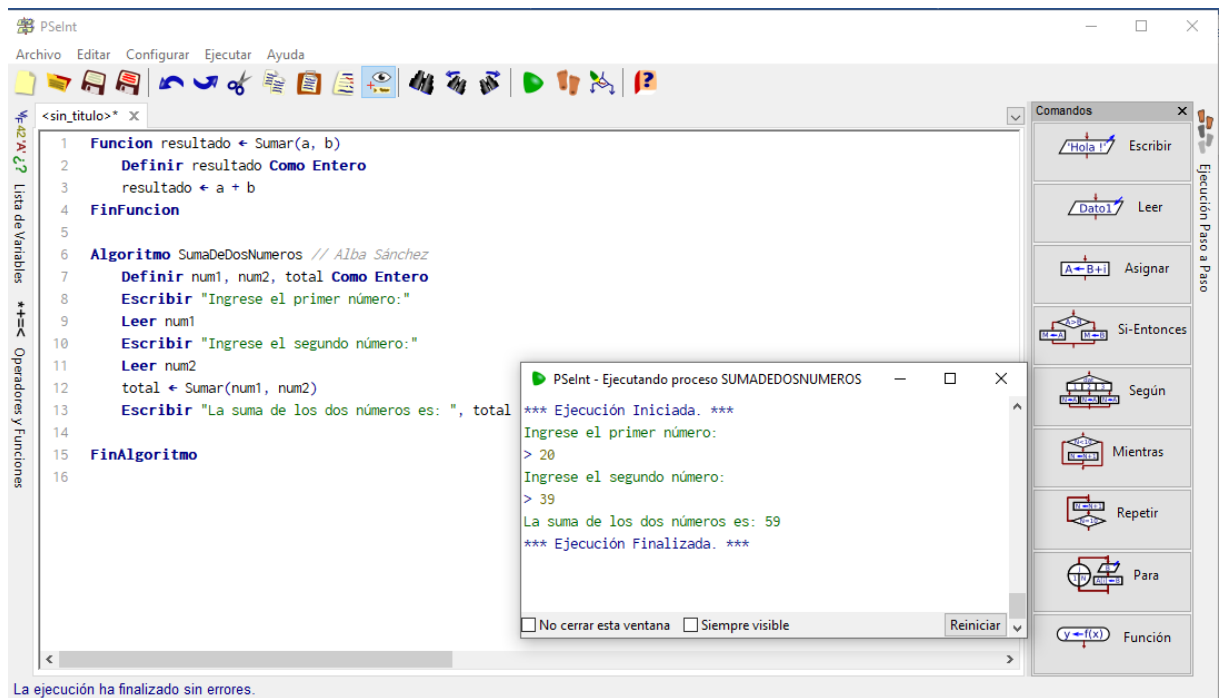 PSeInt
Archivo Editar Configurar Ejecutar Ayuda
<sin_titulo>* X
1 Funcion resultado ← Sumar(a, b)
2 Definir resultado Como Entero
3 resultado ← a + b
4 FinFuncion
5
6 Algoritmo SumaDeDosNumeros // Alba Sánchez
7 Definir num1, num2, total Como Entero
8 Escribir "Ingrese el primer número:"
9 Leer num1
10 Escribir "Ingrese el segundo número:"
11 Leer num2
12 total ← Sumar(num1, num2)
13 Escribir "La suma de los dos números es: ", total
14
15 FinAlgoritmo
16
Lista de Variables
*+=< Operadores y Funciones
PSeInt - Ejecutando proceso SUMADEDOSNUMEROS
*** Ejecución Iniciada. ***
Ingrese el primer número:
> 20
Ingrese el segundo número:
> 39
La suma de los dos números es: 59
*** Ejecución Finalizada. ***
No cerrar esta ventana Siempre visible Reiniciar
Comandos
'Hola !' Escribir
Dato1 Leer
A←B+i Asignar
A>B M←A M←B Si-Entonces
Según
Mientras
Repetir
Para
y←f(x) Función
Ejecución Paso a Paso
La ejecución ha finalizado sin errores.